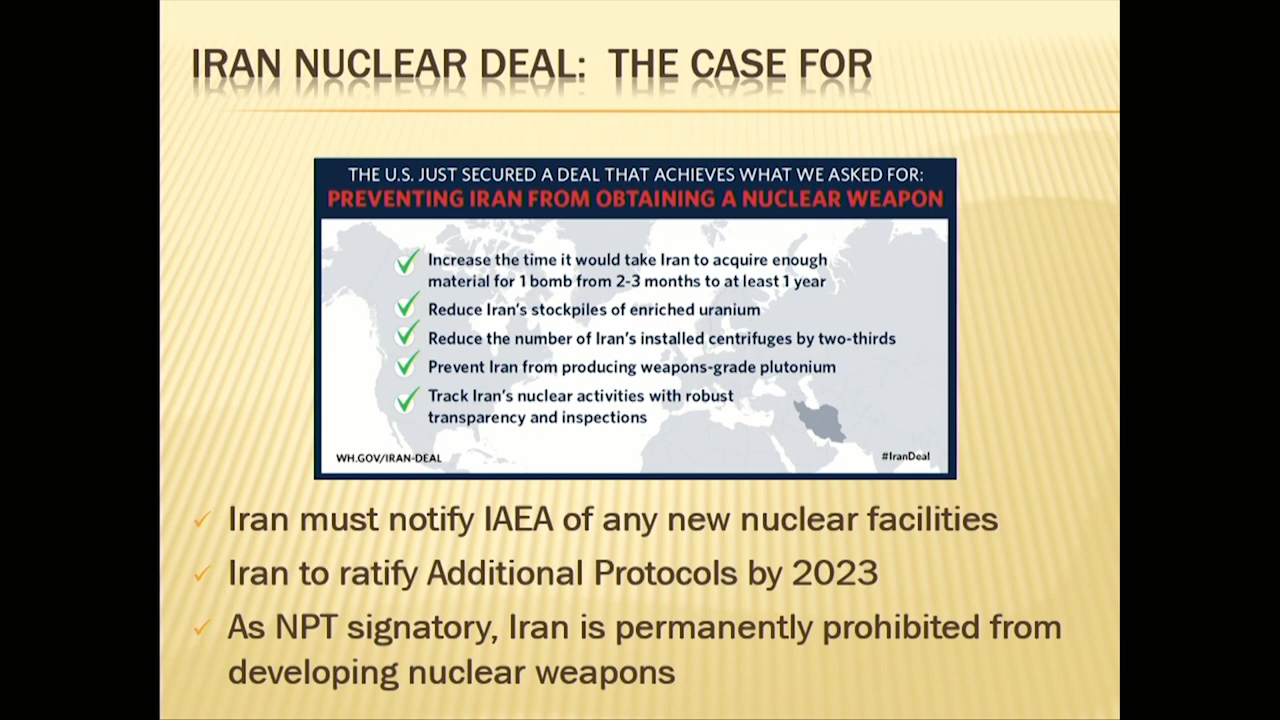 IRAN NUCLEAR DEAL:  THE CASE FOR
THE U.S. JUST SECURED A DEAL THAT ACHIEVES WHAT WE ASKED FOR:
PREVENTING IRAN FROM OBTAINING A NUCLEAR WEAPON
Increase the time it would take Iran to acquire enough
material for 1 bomb from 2-3 months to at least 1 year
Reduce Iran's stockpiles of enriched uranium
Reduce the number of Iran's installed centrifuges by two-thirds
Prevent Iran from producing weapons-grade plutonium
Track Iran's nuclear activities with robust
transparency and inspections
WH.GOV/IRAN-DEAL
#IranDeal
Iran must notify IAEA of any new nuclear facilities
Iran to ratify Additional Protocols by 2023
As NPT signatory, Iran is permanently prohibited from
developing nuclear weapons